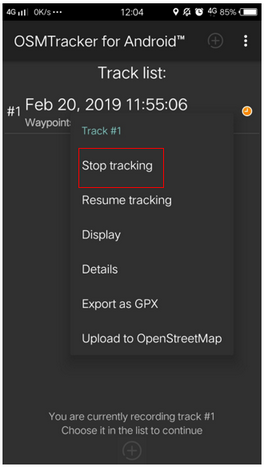 4G 0K/s ••• 12:04 4G 85%
OSMTracker for Android™
Track list:
#1 Feb 20, 2019 11:55:06
Waypoint
Track #1
Stop tracking
Resume tracking
Display
Details
Export as GPX
Upload to OpenStreetMap
You are currently recording track #1
Choose it in the list to continue